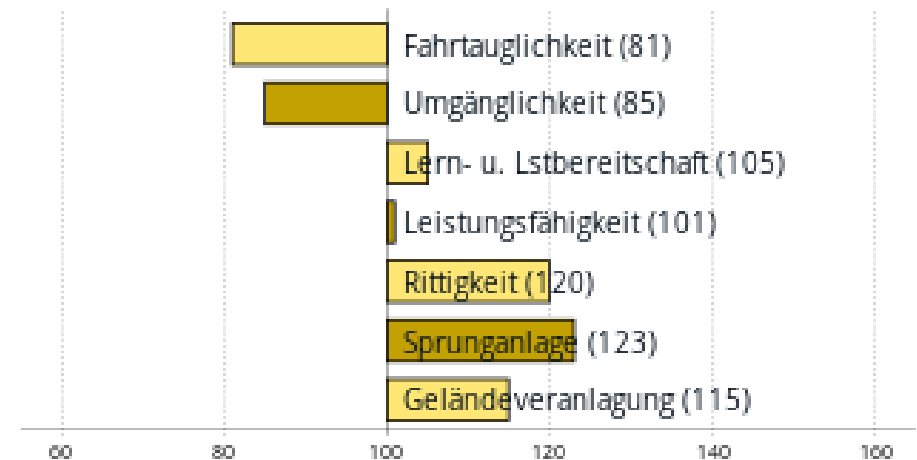 Fahrtauglichkeit (81)
Umgänglichkeit (85)
Lern- u. Lstbereitschaft (105)
Leistungsfähigkeit (101)
Rittigkeit (120)
Sprunganlage (123)
Geländeveranlagung (115)
60 80 100 120 140 160